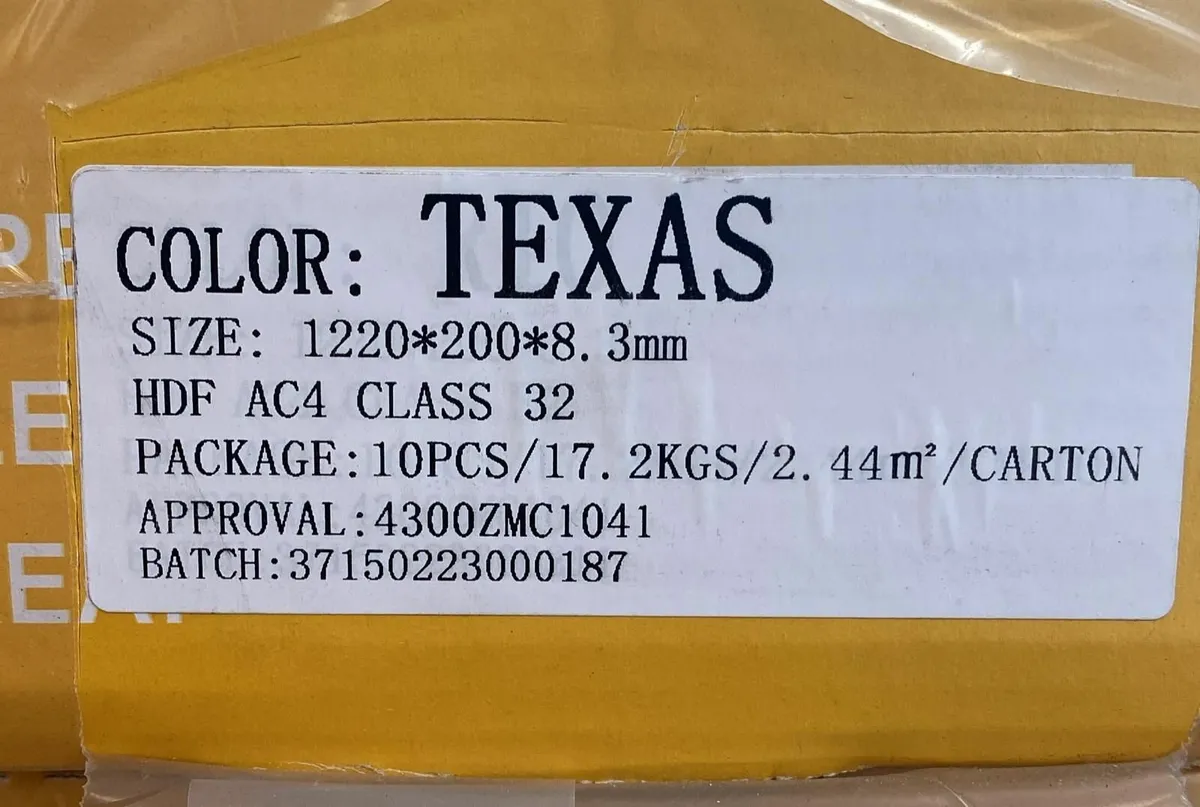 COLOR: TEXAS
SIZE: 1220*200*8.3mm
HDF AC4 CLASS 32
PACKAGE:10PCS/17.2KGS/2.44m²/CARTON
APPROVAL:4300ZMC1041
BATCH:37150223000187